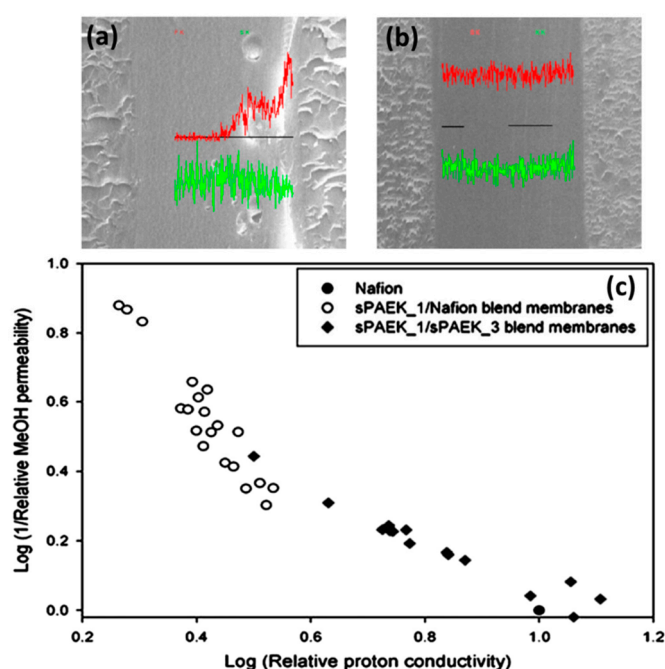 (a)
(b)
(c)
Nafion
sPAEK_1/Nafion blend membranes
sPAEK_1/sPAEK_3 blend membranes
Log (1/Relative MeOH permeability)
1.0
0.8
0.6
0.4
0.2
0.0
0.2 0.4 0.6 0.8 1.0 1.2
Log (Relative proton conductivity)